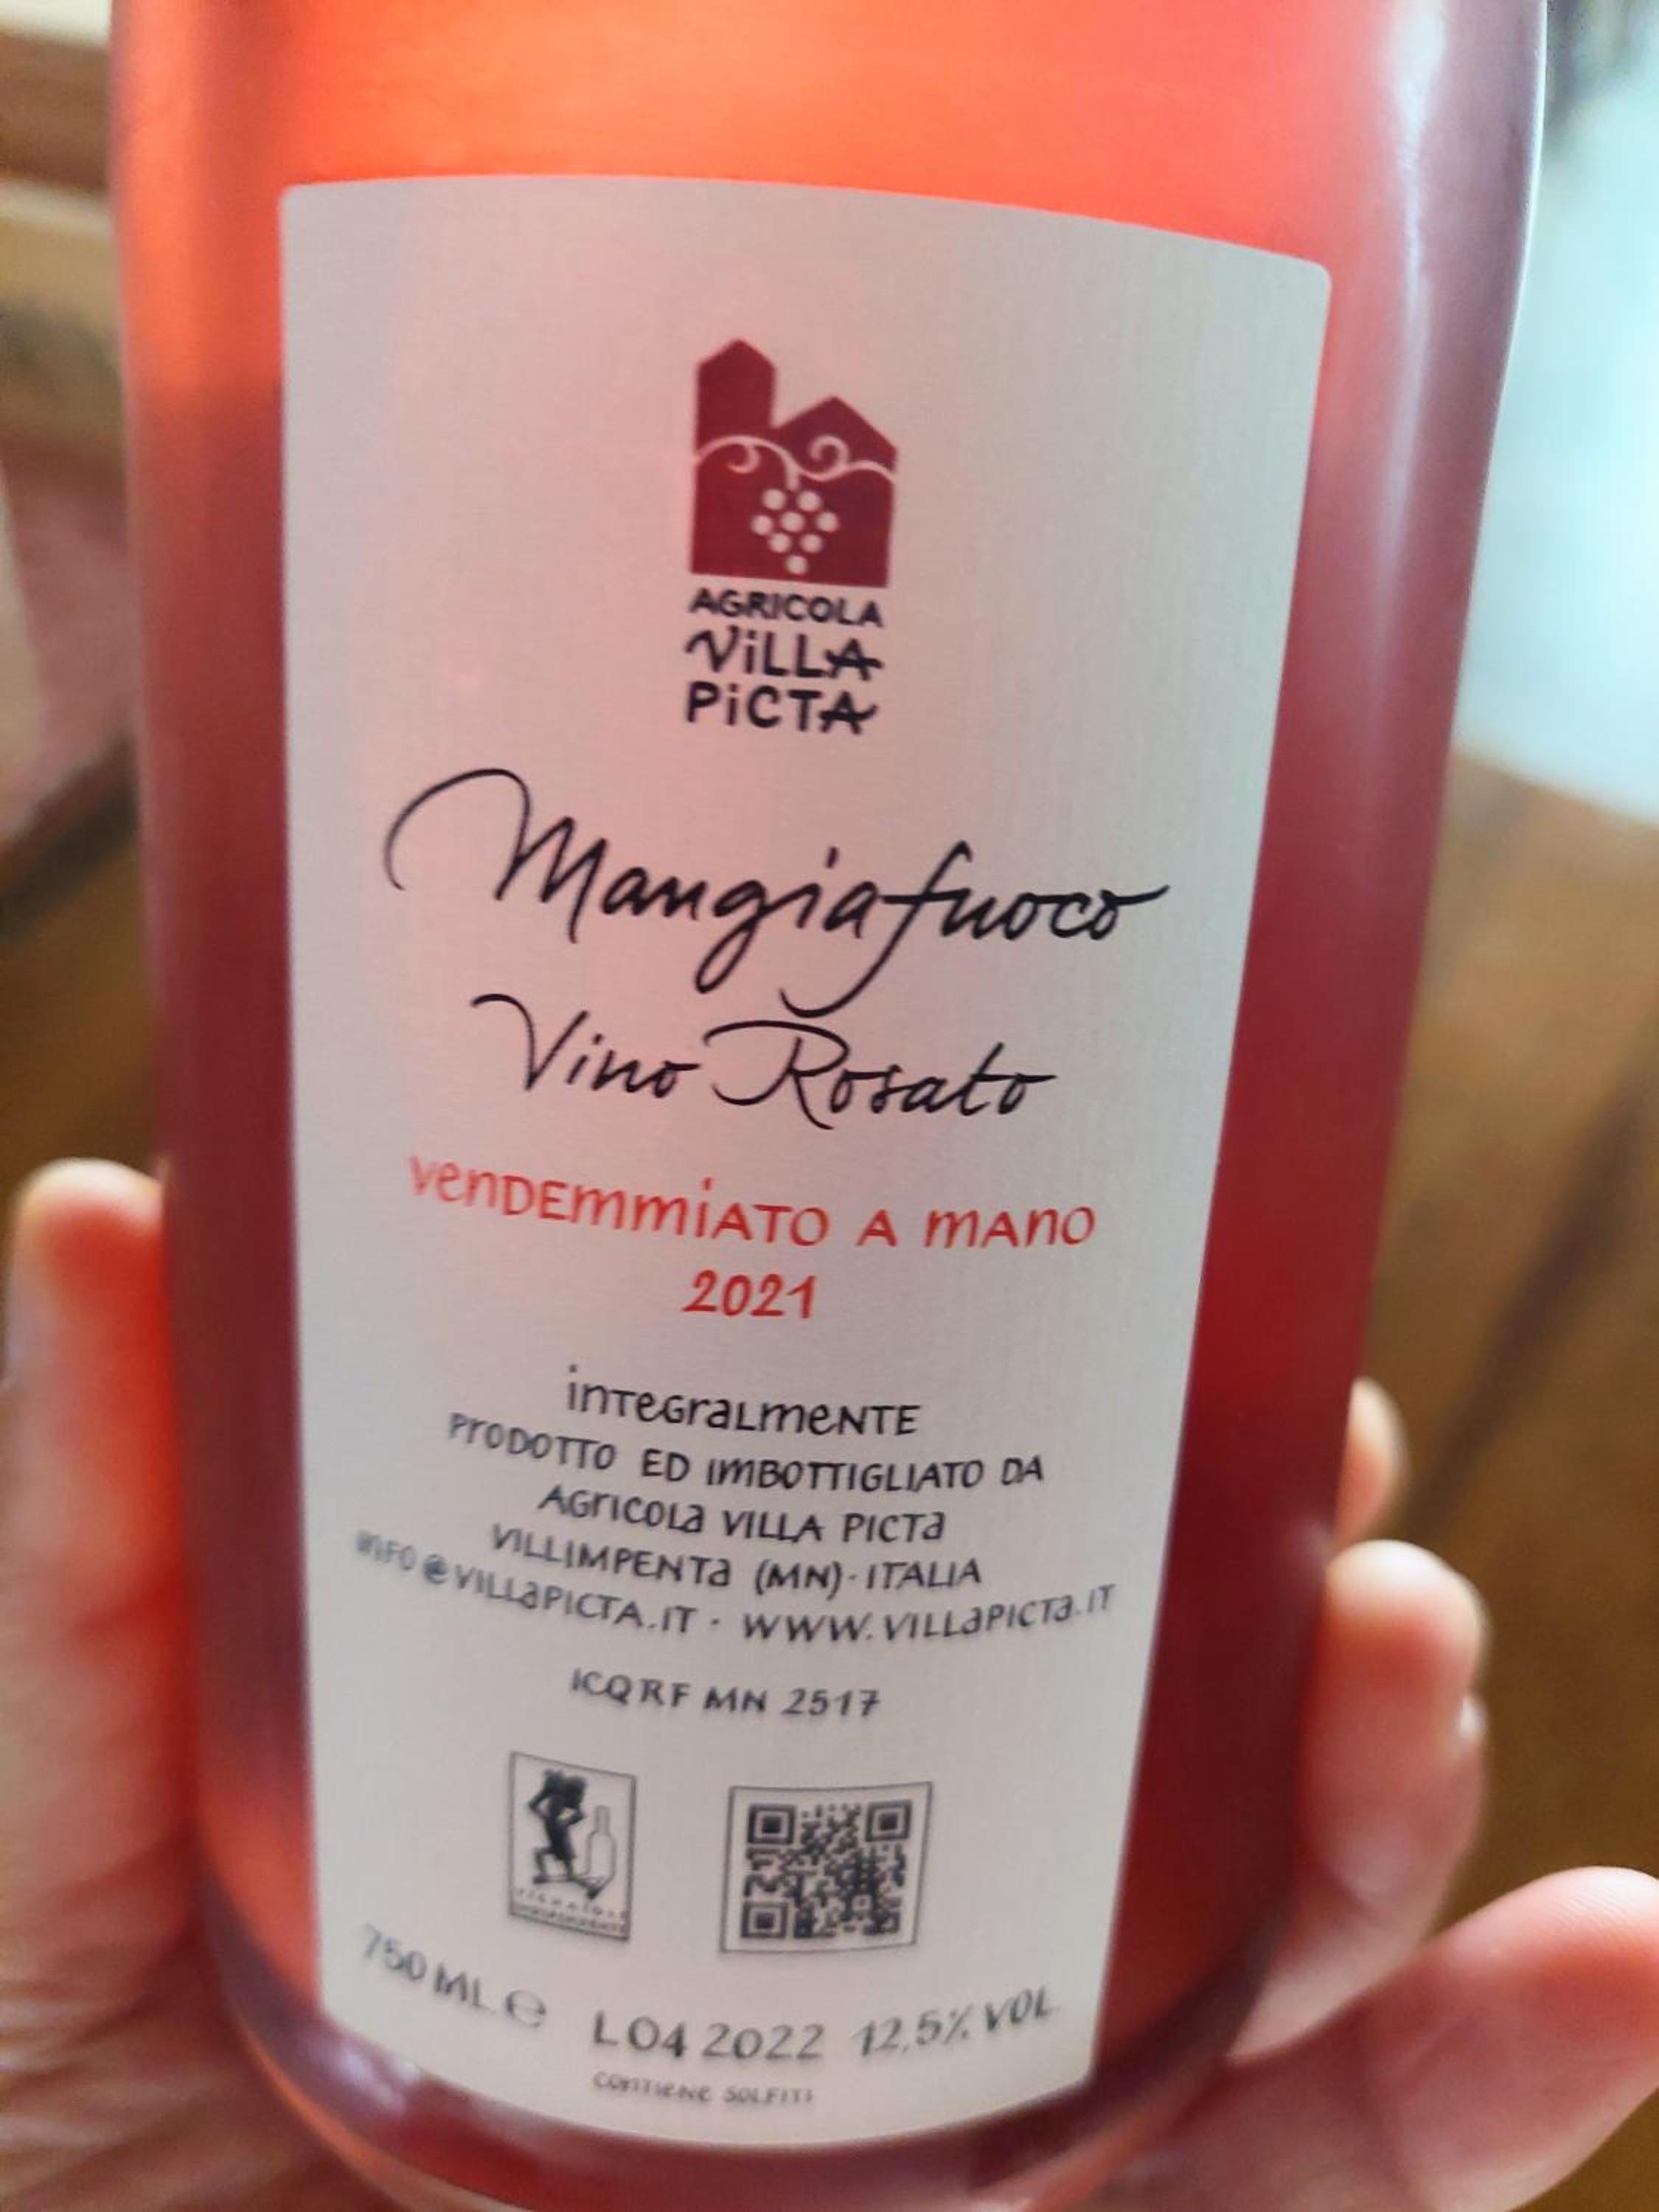 AGRICOLA
ViLLA
PiCTA
Mangiafuoco
Vino Rosato
venDEmmiATO A mAnO
2021
inTeGraLmeNTE
PrODOTTO ED IMBOTTIGLIATO DA
AGrICOLa VILLA PICTa
VILLIMPENTa (MN)·ITALIA
INFO@VILLaPICTA.IT · WWW.VILLaPICTa.IT
ICQRF MN 2517
750 ML e L04 2022 12,5% VOL
CONTIENE SOLFITI